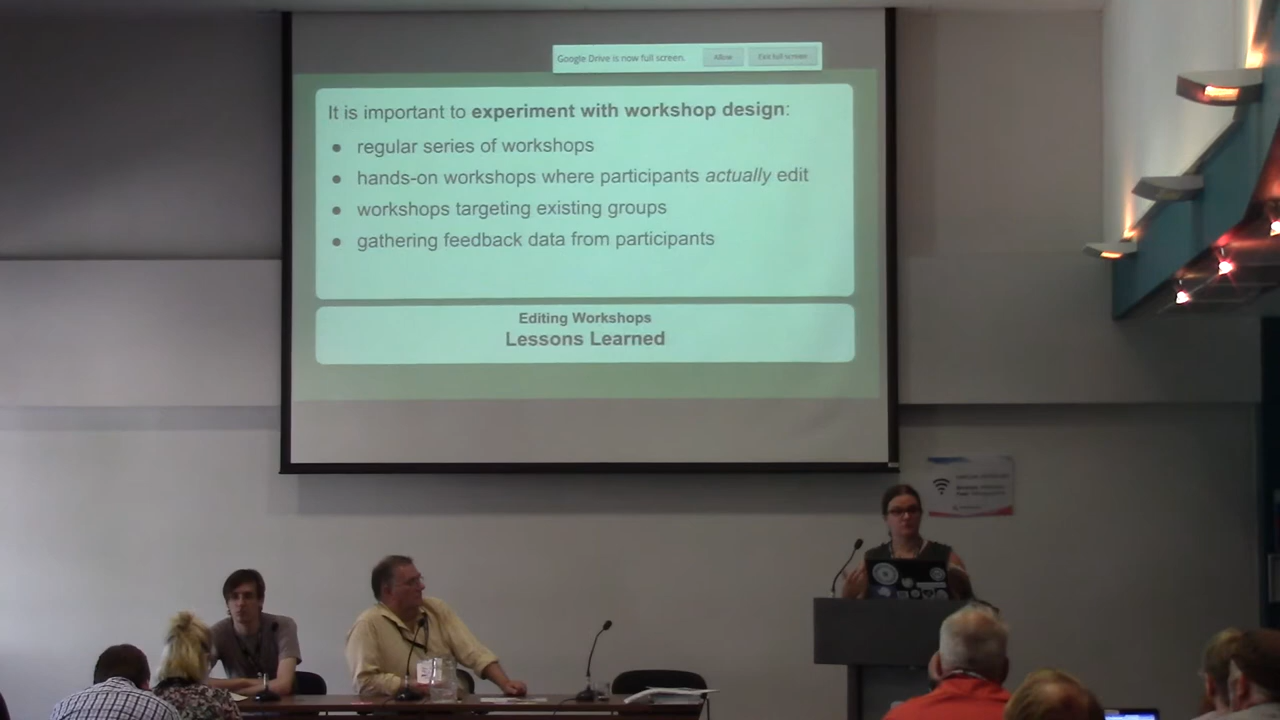 Google Drive is now full screen. Allow Exit full screen
It is important to experiment with workshop design:
● regular series of workshops
● hands-on workshops where participants actually edit
● workshops targeting existing groups
● gathering feedback data from participants
Editing Workshops
Lessons Learned